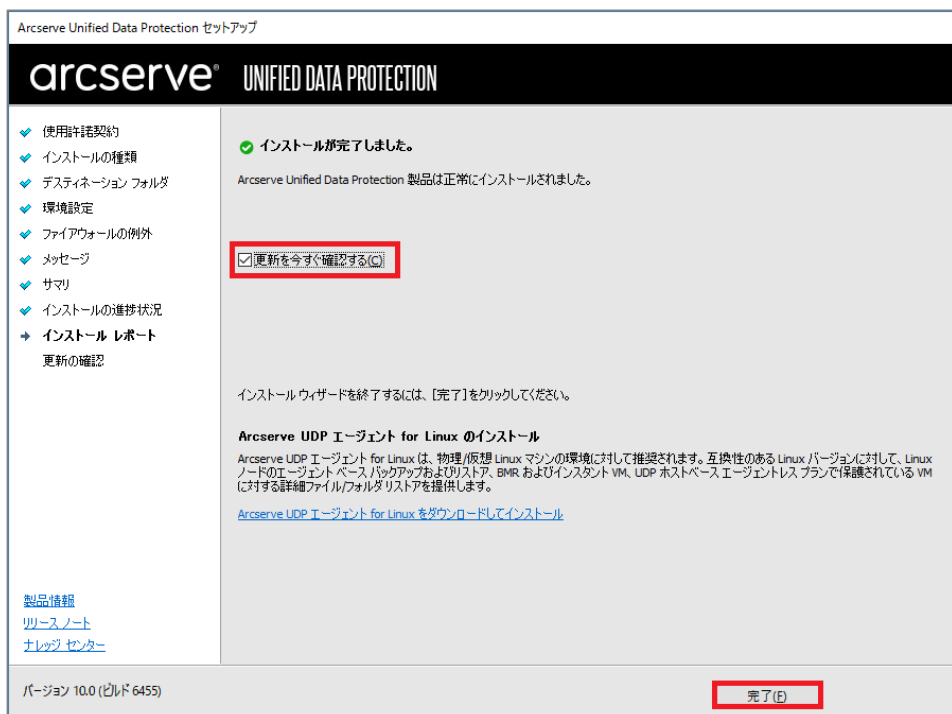 Arcserve Unified Data Protection セットアップ
arcserve® UNIFIED DATA PROTECTION
使用許諾契約
インストールの種類
デスティネーション フォルダ
環境設定
ファイアウォールの例外
メッセージ
サマリ
インストールの進捗状況
インストール レポート
更新の確認
製品情報
リリース ノート
ナレッジ センター
インストールが完了しました。
Arcserve Unified Data Protection 製品は正常にインストールされました。
更新を今すぐ確認する(C)
インストール ウィザードを終了するには、[完了]をクリックしてください。
Arcserve UDP エージェント for Linux のインストール
Arcserve UDP エージェント for Linux は、物理/仮想 Linux マシンの環境に対して推奨されます。互換性のある Linux バージョンに対して、Linux
ノードのエージェント ベース バックアップおよびリストア、BMR およびインスタント VM、UDP ホストベース エージェントレス プランで保護されている VM
に対する詳細ファイル/フォルダ リストアを提供します。
Arcserve UDP エージェント for Linux をダウンロードしてインストール
バージョン 10.0 (ビルド 6455)
完了(F)